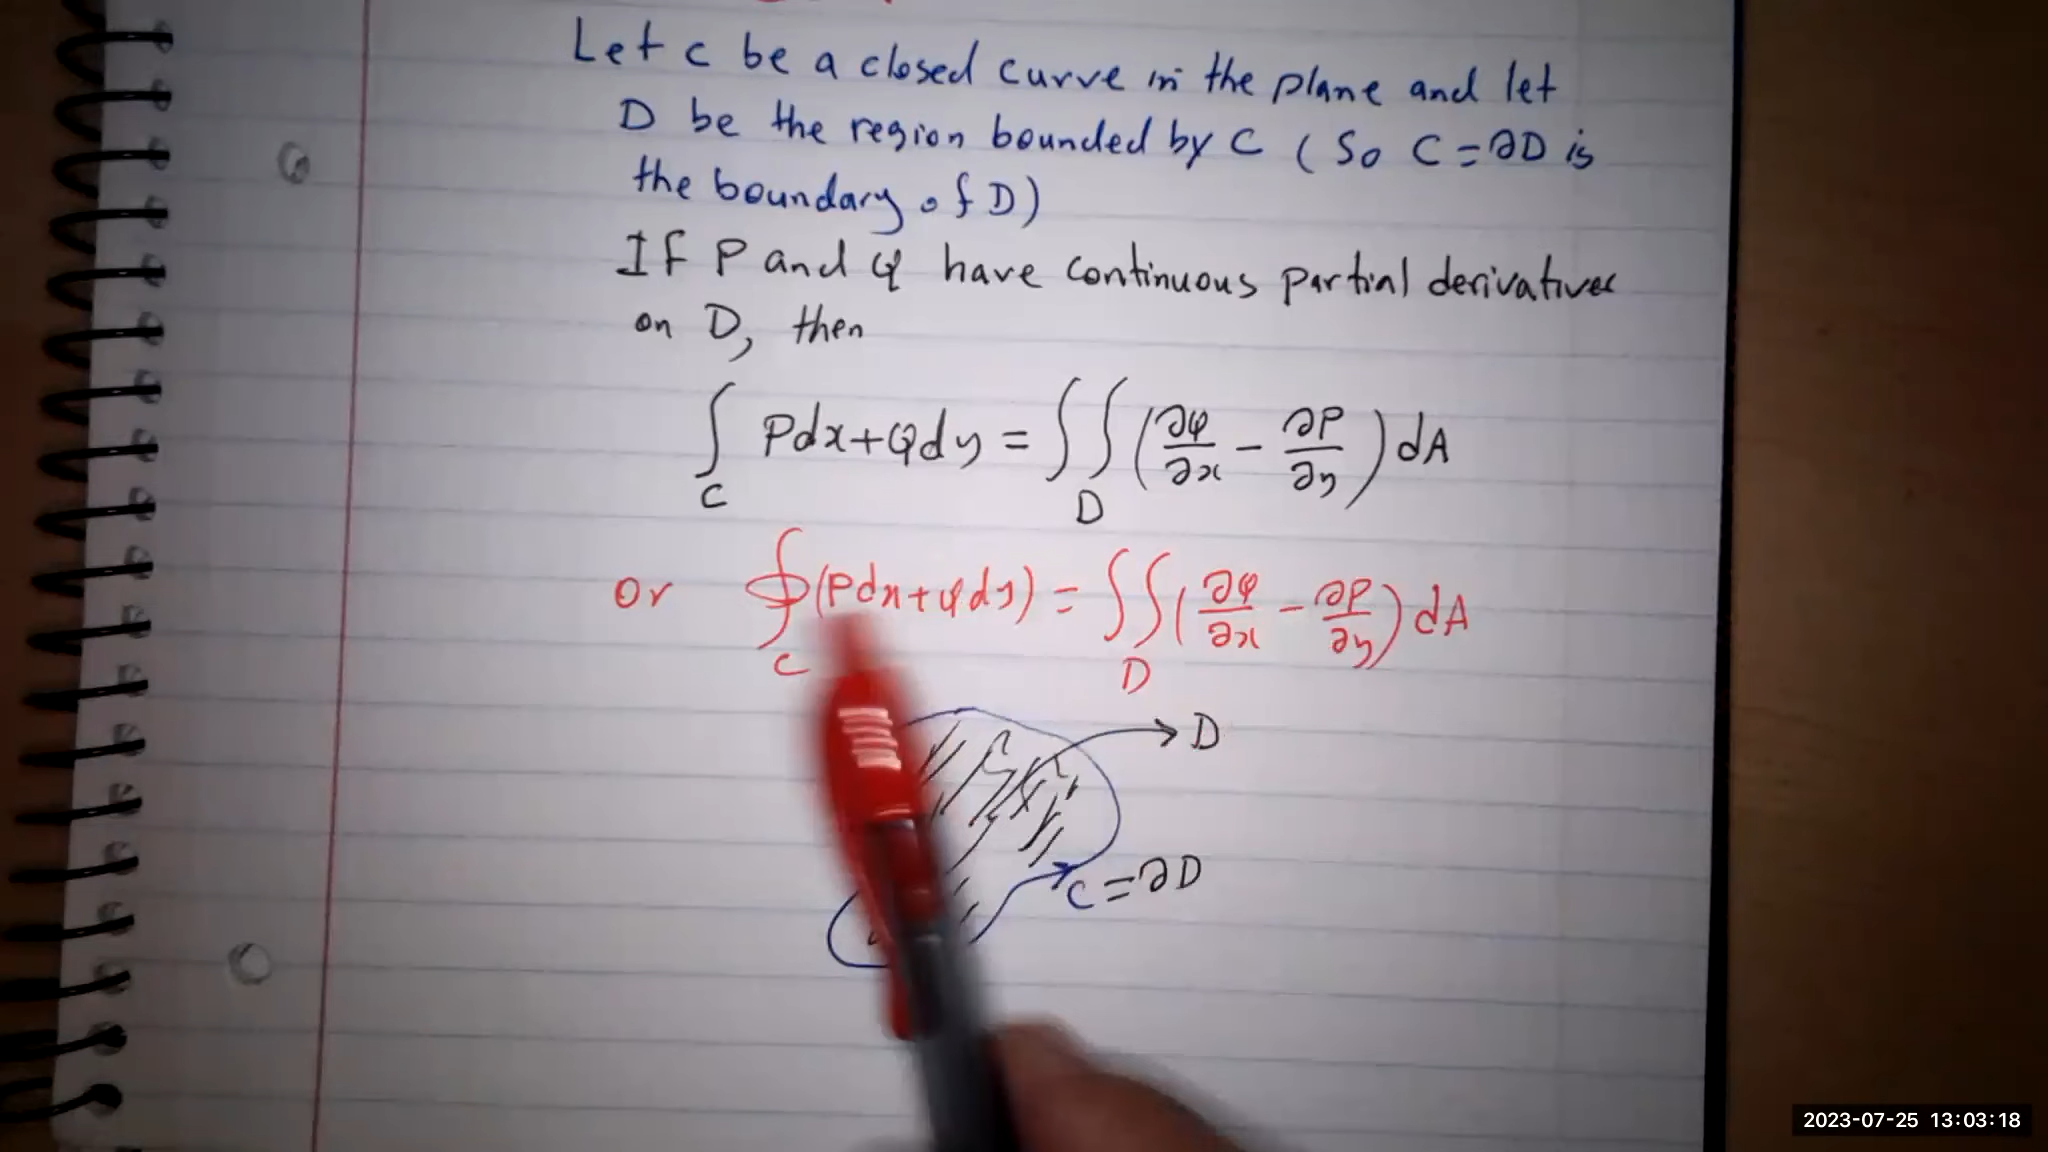 Let c be a closed curve in the plane and let
D be the region bounded by C (So C=∂D is
the boundary of D)
If P and φ have continuous partial derivatives
on D, then
∫_C Pdx+φdy = ∫∫_D (∂φ/∂x - ∂P/∂y) dA
Or ∮_C (Pdx+φdy) = ∫∫_D (∂φ/∂x - ∂P/∂y) dA
D
C=∂D
2023-07-25 13:03:18